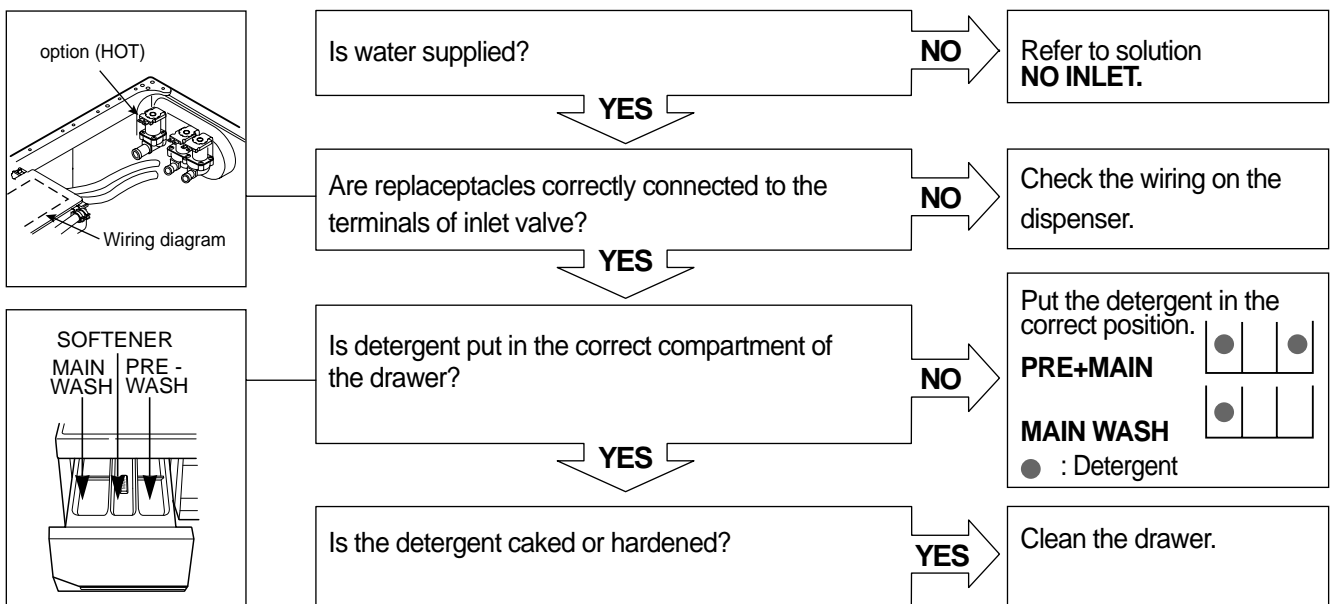 option (HOT)
Wiring diagram
Is water supplied?
NO
Refer to solution
NO INLET.
YES
Are replaceptacles correctly connected to the
terminals of inlet valve?
NO
Check the wiring on the
dispenser.
YES
SOFTENER
MAIN
WASH
PRE -
WASH
Is detergent put in the correct compartment of
the drawer?
NO
Put the detergent in the
correct position.
PRE+MAIN
MAIN WASH
: Detergent
YES
Is the detergent caked or hardened?
YES
Clean the drawer.